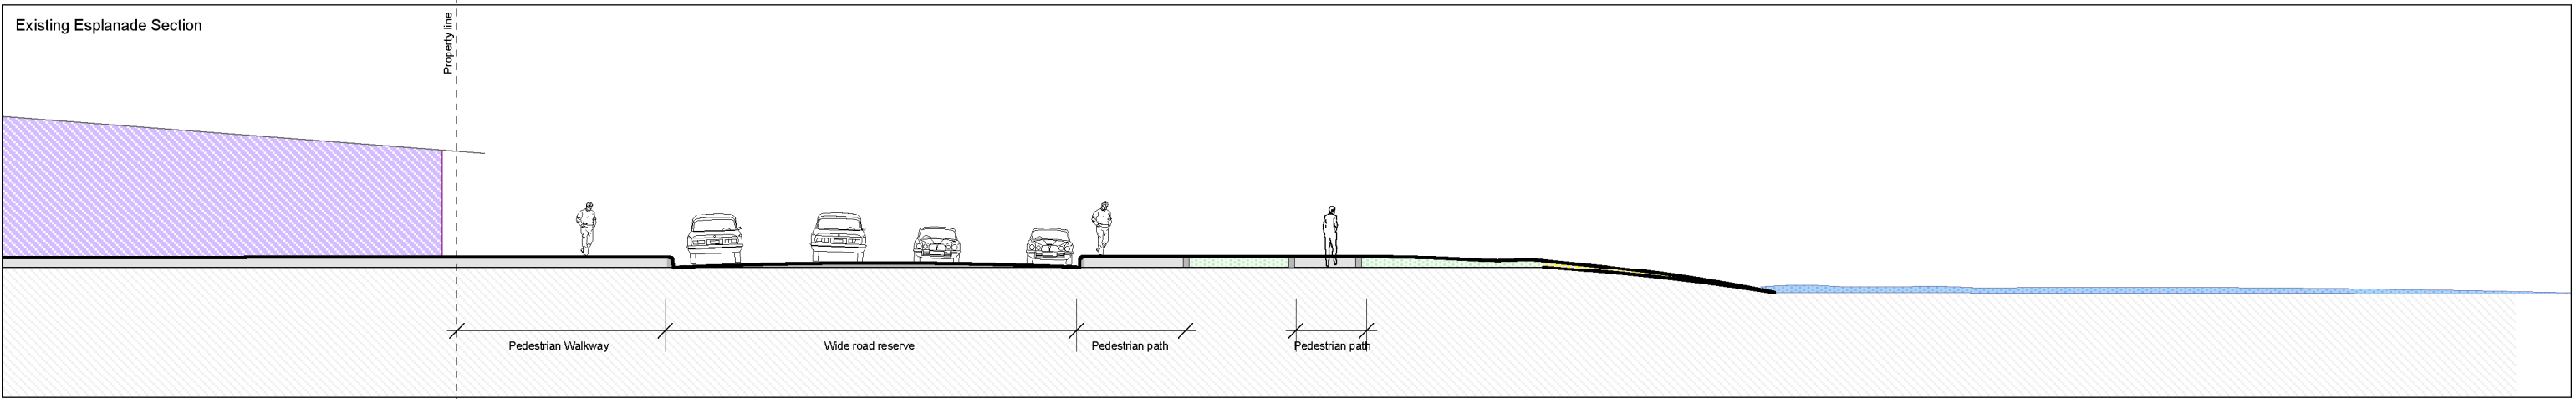 Existing Esplanade Section
Property line
Pedestrian Walkway
Wide road reserve
Pedestrian path
Pedestrian path